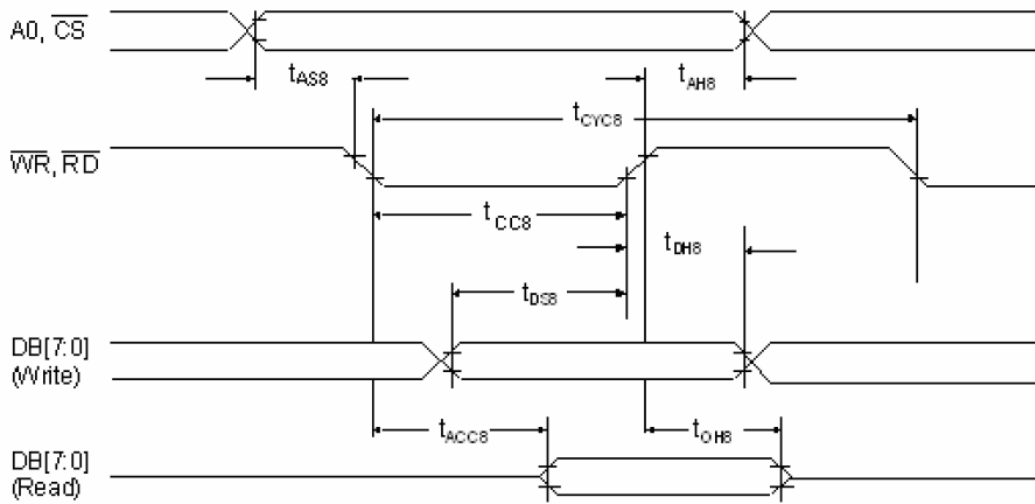 A0, CS
tAS8
tAH8
tCYC8
WR, RD
tCC8
tDH8
tDS8
DB[7:0]
(Write)
tACC8
tOH8
DB[7:0]
(Read)